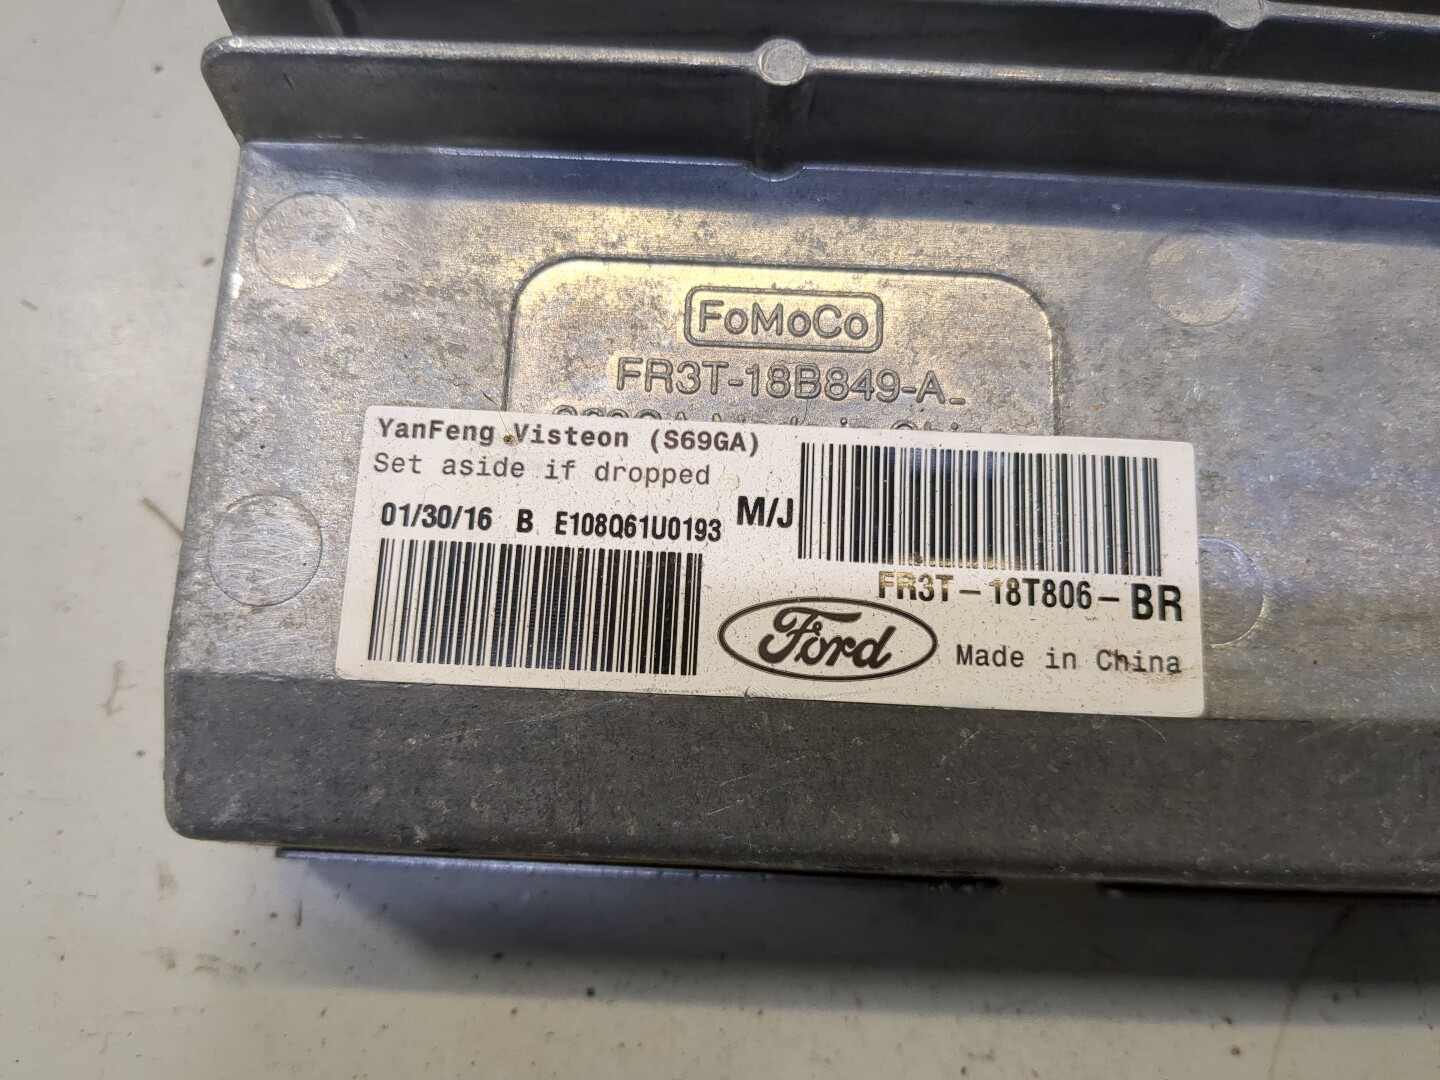 FoMoCo
FR3T-18B849-A
YanFeng Visteon (S69GA)
Set aside if dropped
01/30/16 B E108Q61U0193 M/J
FR3T-18T806-BR
Ford
Made in China